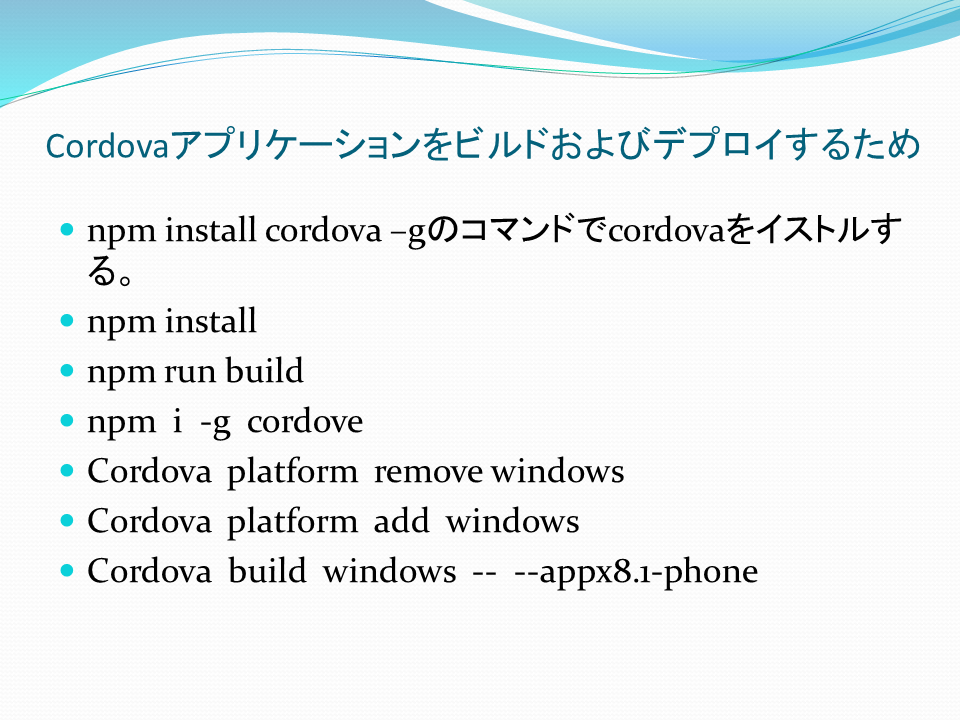 Cordovaアプリケーションをビルドおよびデプロイするため
npm install cordova –gのコマンドでcordovaをイストルす
る。
npm install
npm run build
npm i -g cordove
Cordova platform remove windows
Cordova platform add windows
Cordova build windows -- --appx8.1-phone